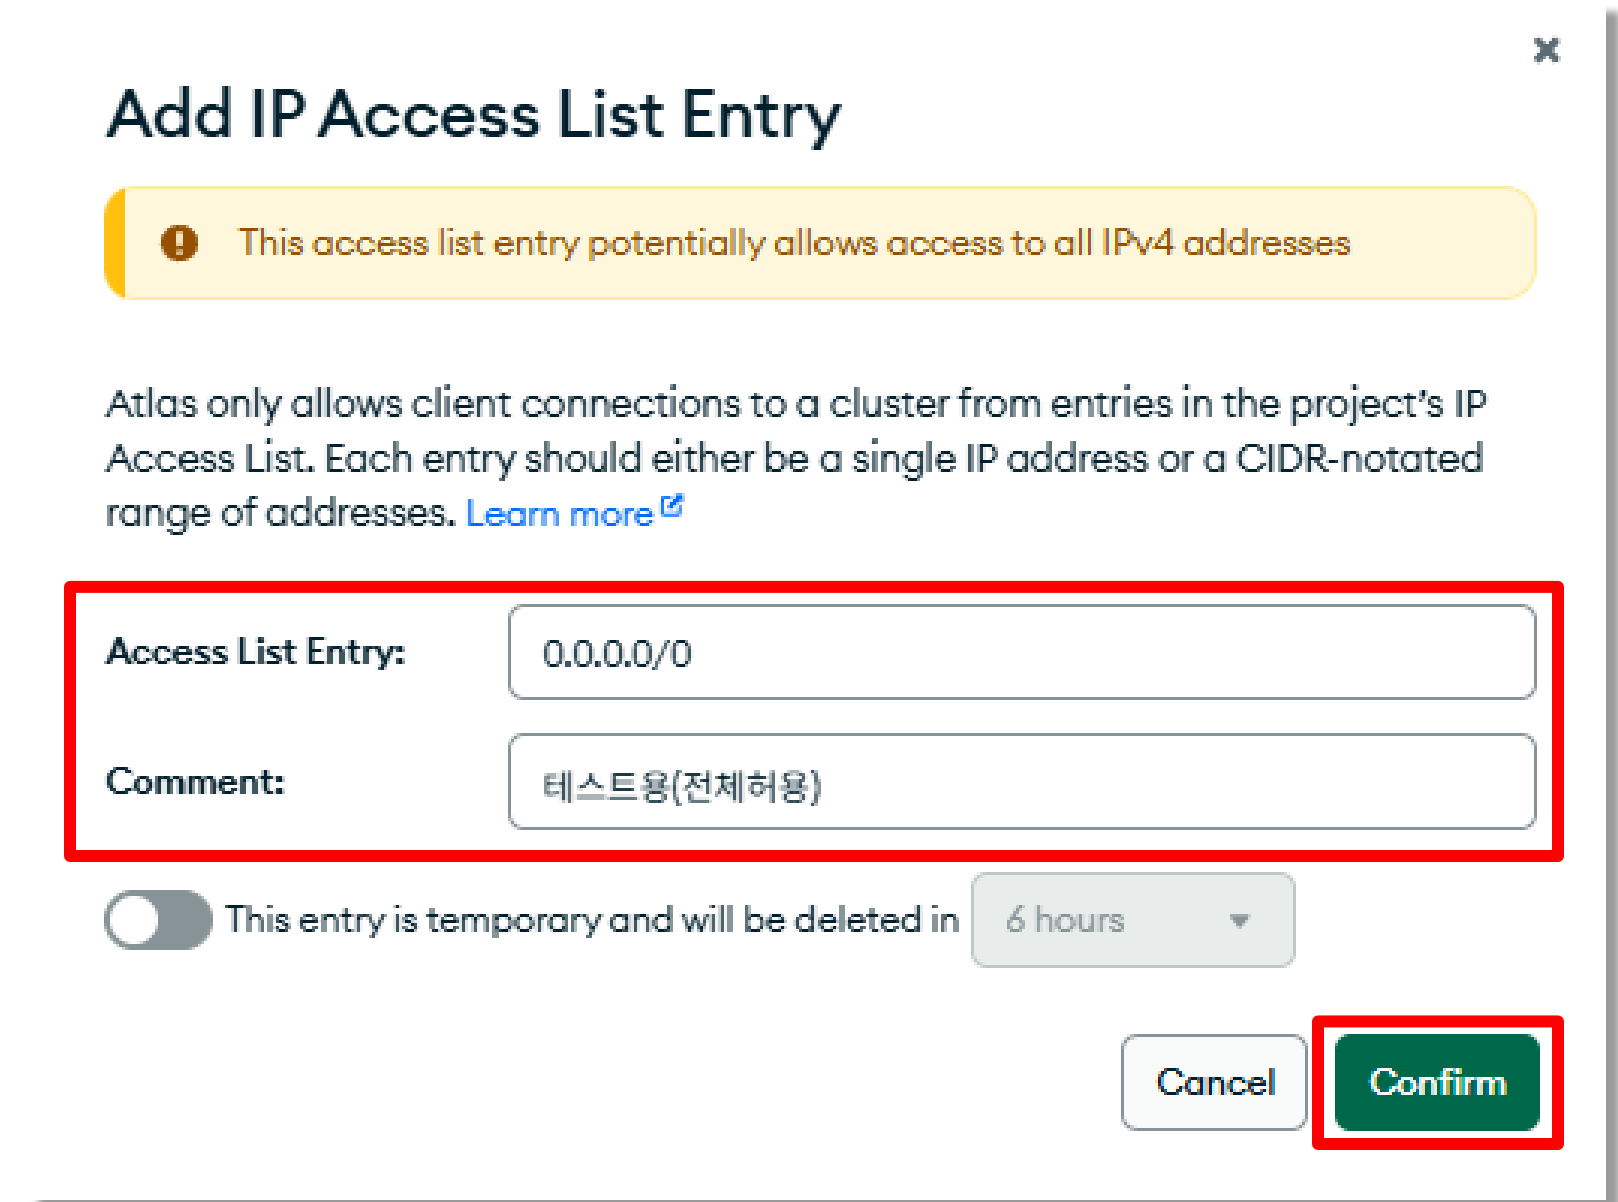 Add IP Access List Entry
This access list entry potentially allows access to all IPv4 addresses
Atlas only allows client connections to a cluster from entries in the project's IP
Access List. Each entry should either be a single IP address or a CIDR-notated
range of addresses. Learn more
Access List Entry: 0.0.0.0/0
Comment: 테스트용(전체허용)
This entry is temporary and will be deleted in 6 hours
Cancel Confirm